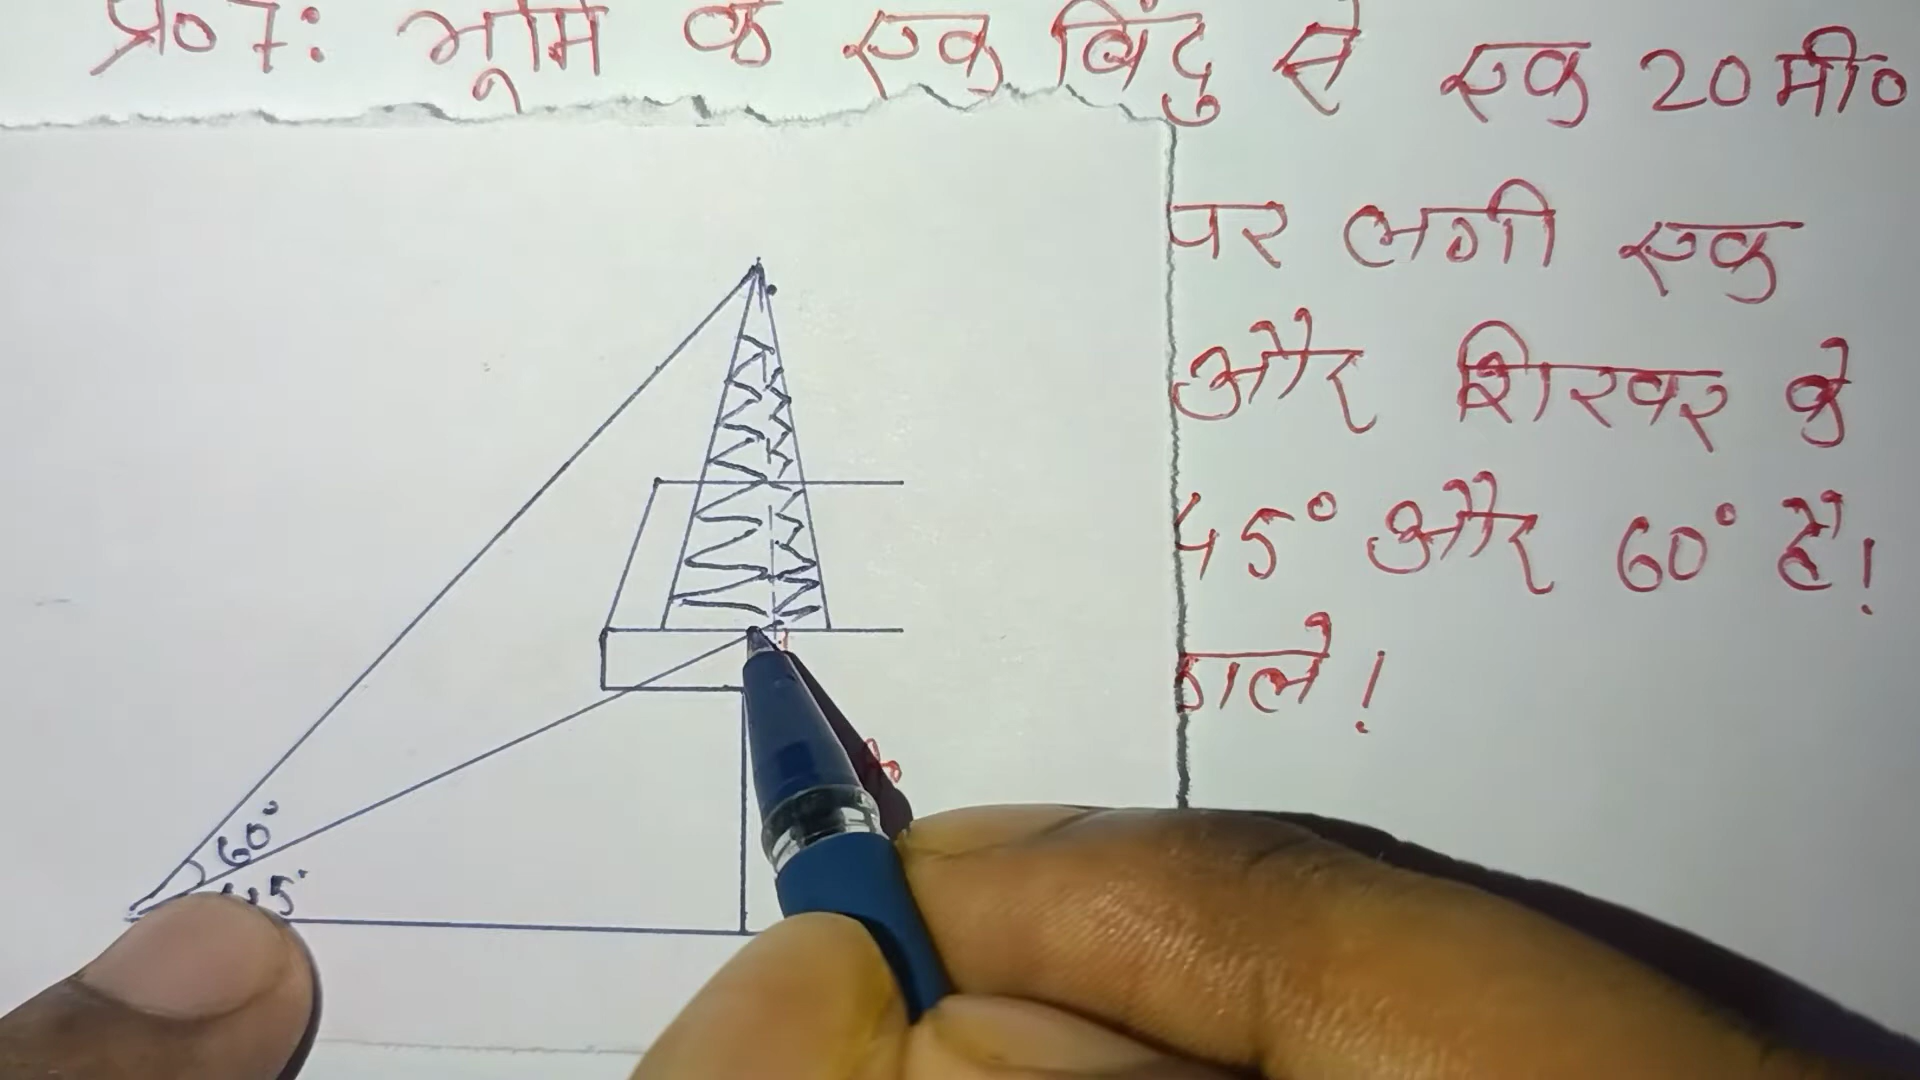 प्र०7: भूमि के एक बिंदु से एक 20 मी०
पर लगी एक
और शिखर के
45° और 60° है।
डाले।
60°
45°